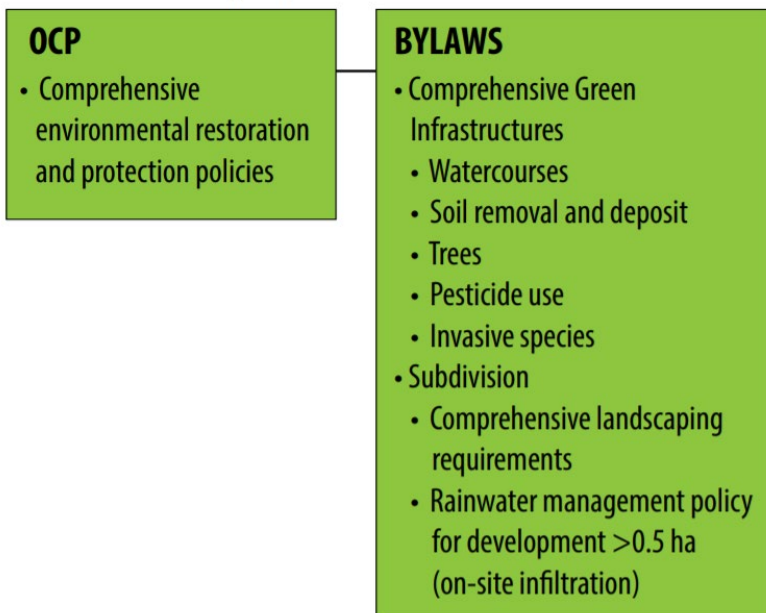 OCP
• Comprehensive
environmental restoration
and protection policies
BYLAWS
• Comprehensive Green
Infrastructures
• Watercourses
• Soil removal and deposit
• Trees
• Pesticide use
• Invasive species
• Subdivision
• Comprehensive landscaping
requirements
• Rainwater management policy
for development >0.5 ha
(on-site infiltration)